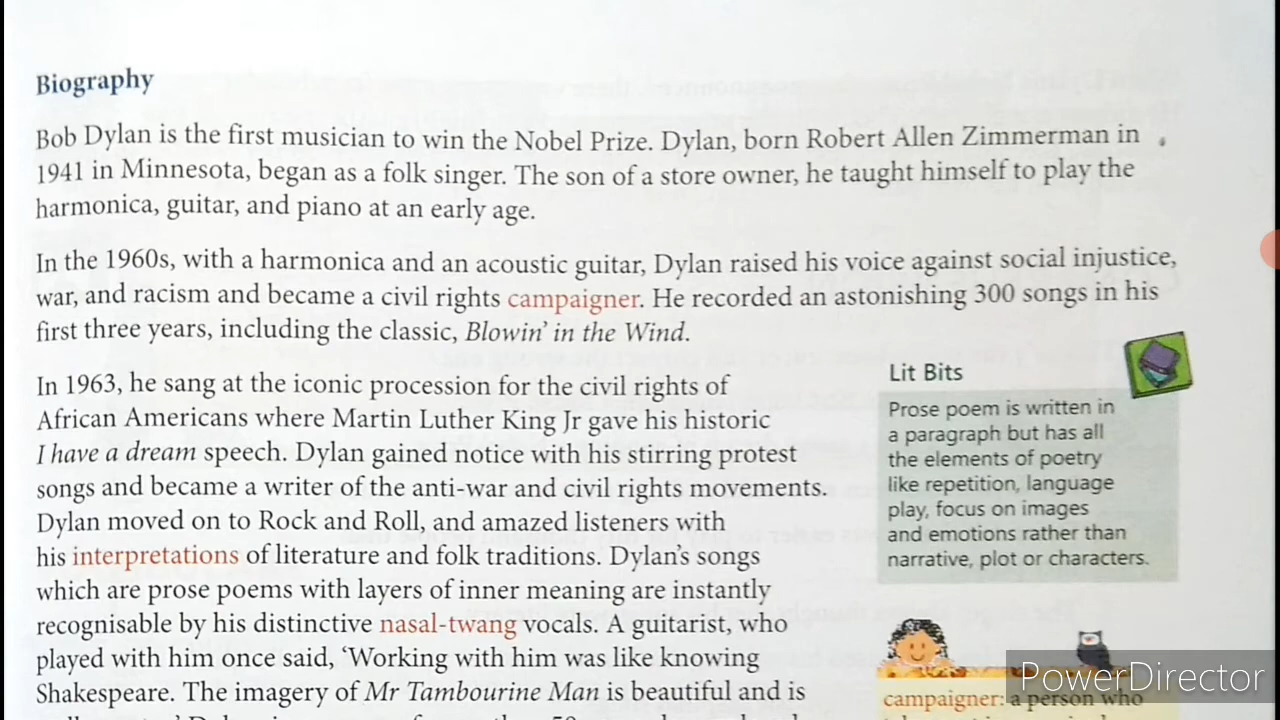 Biography
Bob Dylan is the first musician to win the Nobel Prize. Dylan, born Robert Allen Zimmerman in
1941 in Minnesota, began as a folk singer. The son of a store owner, he taught himself to play the
harmonica, guitar, and piano at an early age.
In the 1960s, with a harmonica and an acoustic guitar, Dylan raised his voice against social injustice,
war, and racism and became a civil rights campaigner. He recorded an astonishing 300 songs in his
first three years, including the classic, Blowin' in the Wind.
In 1963, he sang at the iconic procession for the civil rights of
African Americans where Martin Luther King Jr gave his historic
I have a dream speech. Dylan gained notice with his stirring protest
songs and became a writer of the anti-war and civil rights movements.
Dylan moved on to Rock and Roll, and amazed listeners with
his interpretations of literature and folk traditions. Dylan's songs
which are prose poems with layers of inner meaning are instantly
recognisable by his distinctive nasal-twang vocals. A guitarist, who
played with him once said, 'Working with him was like knowing
Shakespeare. The imagery of Mr Tambourine Man is beautiful and is
Lit Bits
Prose poem is written in
a paragraph but has all
the elements of poetry
like repetition, language
play, focus on images
and emotions rather than
narrative, plot or characters.
campaigner: a person who
PowerDirector